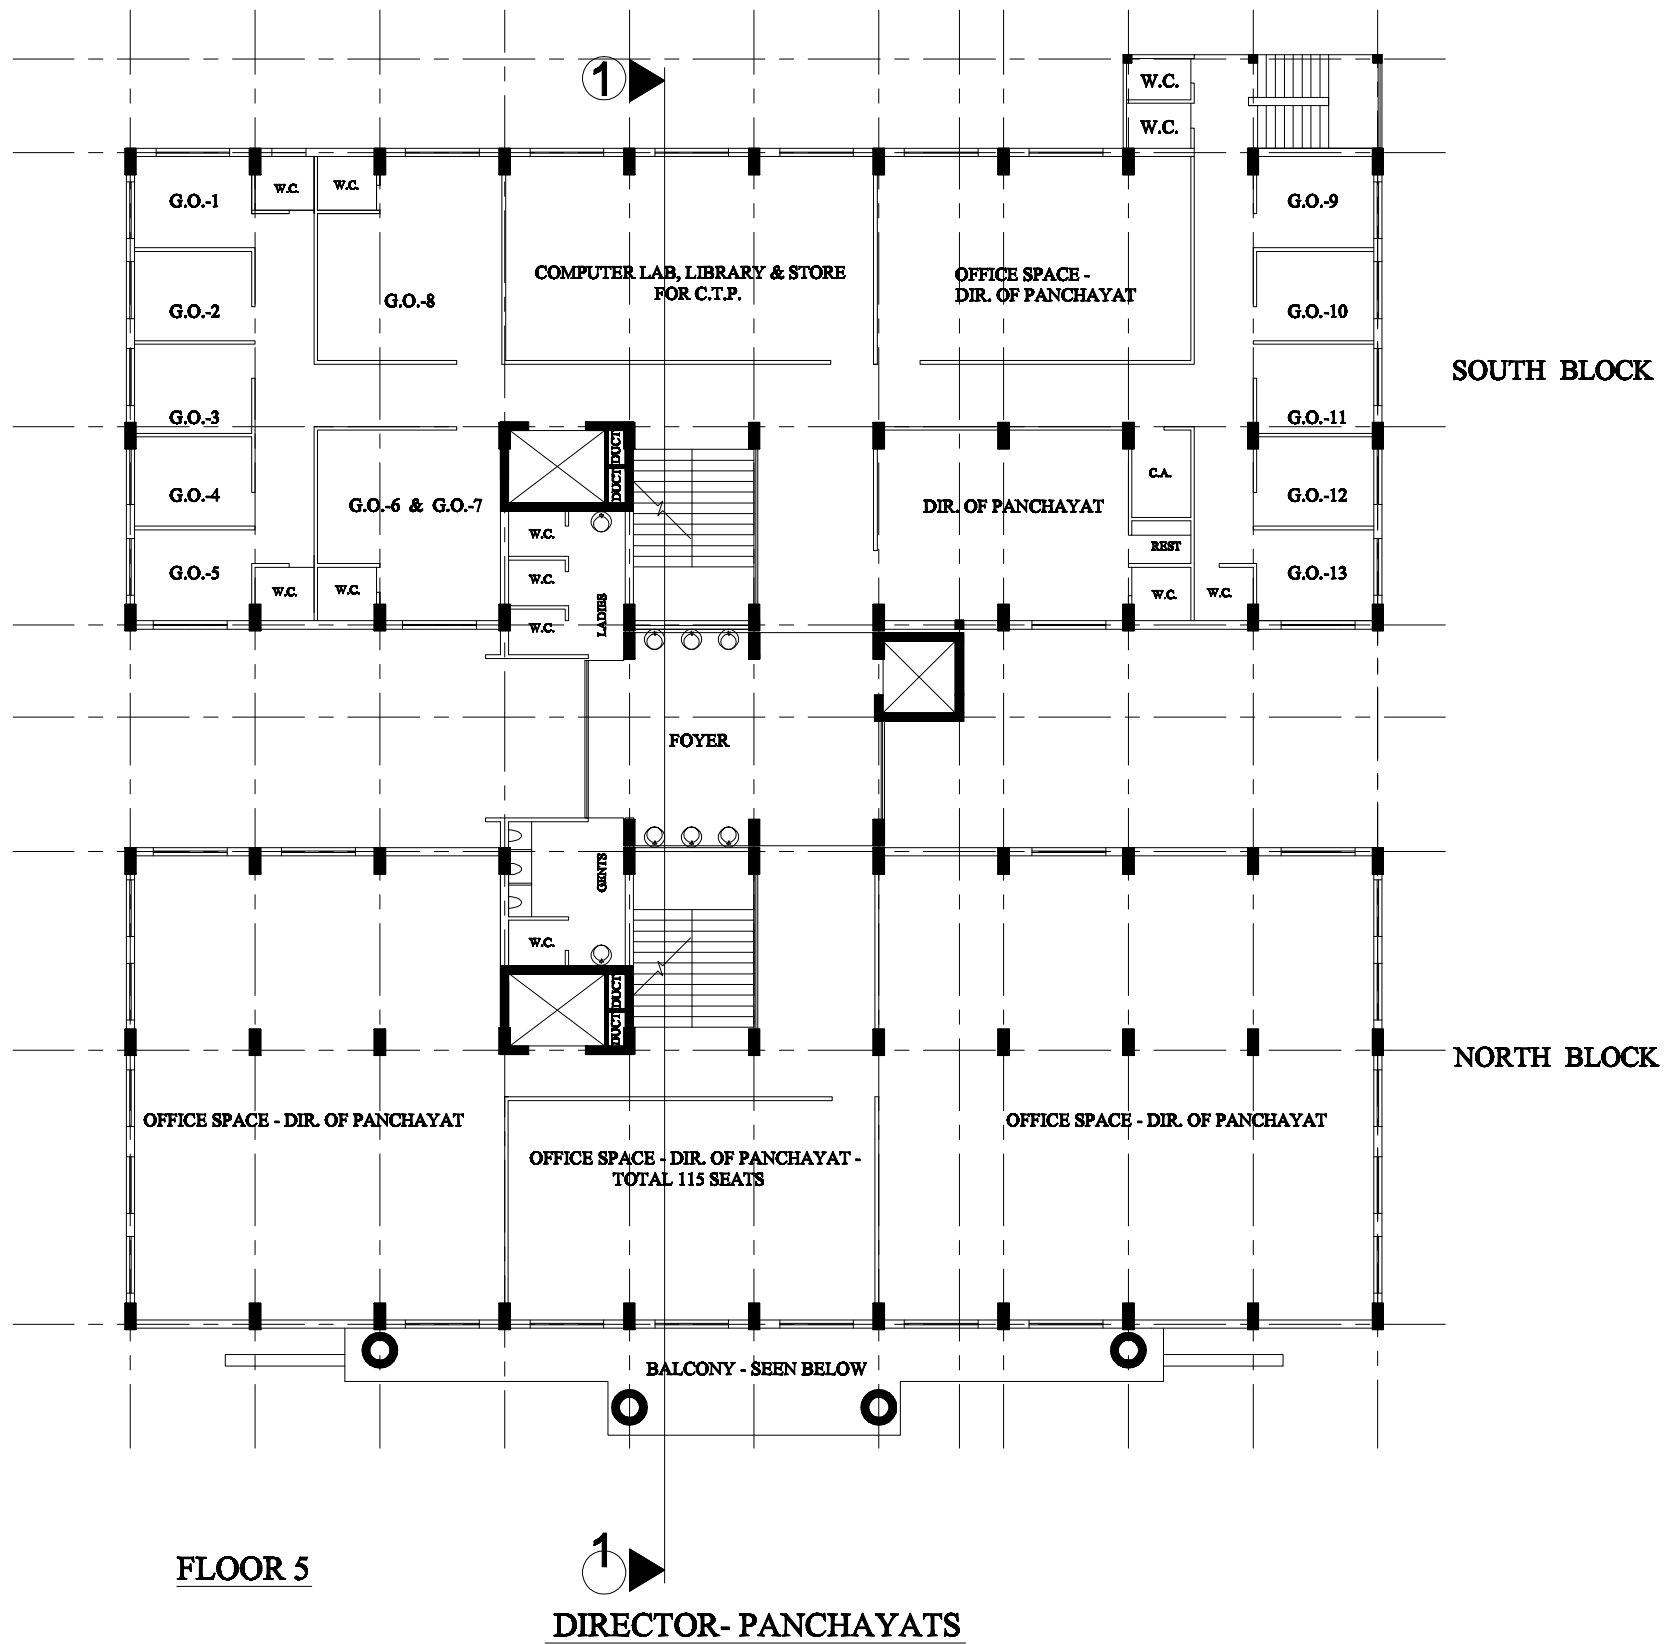 1
W.C.
W.C.
G.O.-1
W.C.
W.C.
G.O.-9
COMPUTER LAB, LIBRARY & STORE
FOR C.T.P.
OFFICE SPACE -
DIR. OF PANCHAYAT
G.O.-2
G.O.-8
G.O.-10
SOUTH BLOCK
G.O.-3
G.O.-11
DUCT
DUCT
C.A.
G.O.-4
G.O.-6 & G.O.-7
DIR. OF PANCHAYAT
G.O.-12
W.C.
REST
G.O.-5
W.C.
W.C.
W.C.
W.C.
W.C.
G.O.-13
LADIES
W.C.
FOYER
GENTS
W.C.
DUCT
DUCT
NORTH BLOCK
OFFICE SPACE - DIR. OF PANCHAYAT
OFFICE SPACE - DIR. OF PANCHAYAT
OFFICE SPACE - DIR. OF PANCHAYAT -
TOTAL 115 SEATS
BALCONY - SEEN BELOW
1
FLOOR 5
DIRECTOR- PANCHAYATS